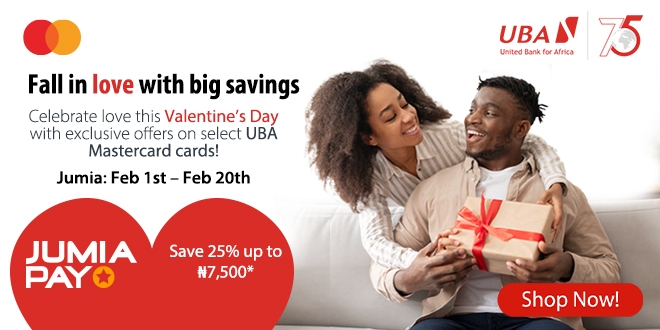 UBA
United Bank for Africa
75
Fall in love with big savings
Celebrate love this Valentine's Day
with exclusive offers on select UBA
Mastercard cards!
Jumia: Feb 1st – Feb 20th
JUMIA
PAY
Save 25% up to
₦7,500*
Shop Now!